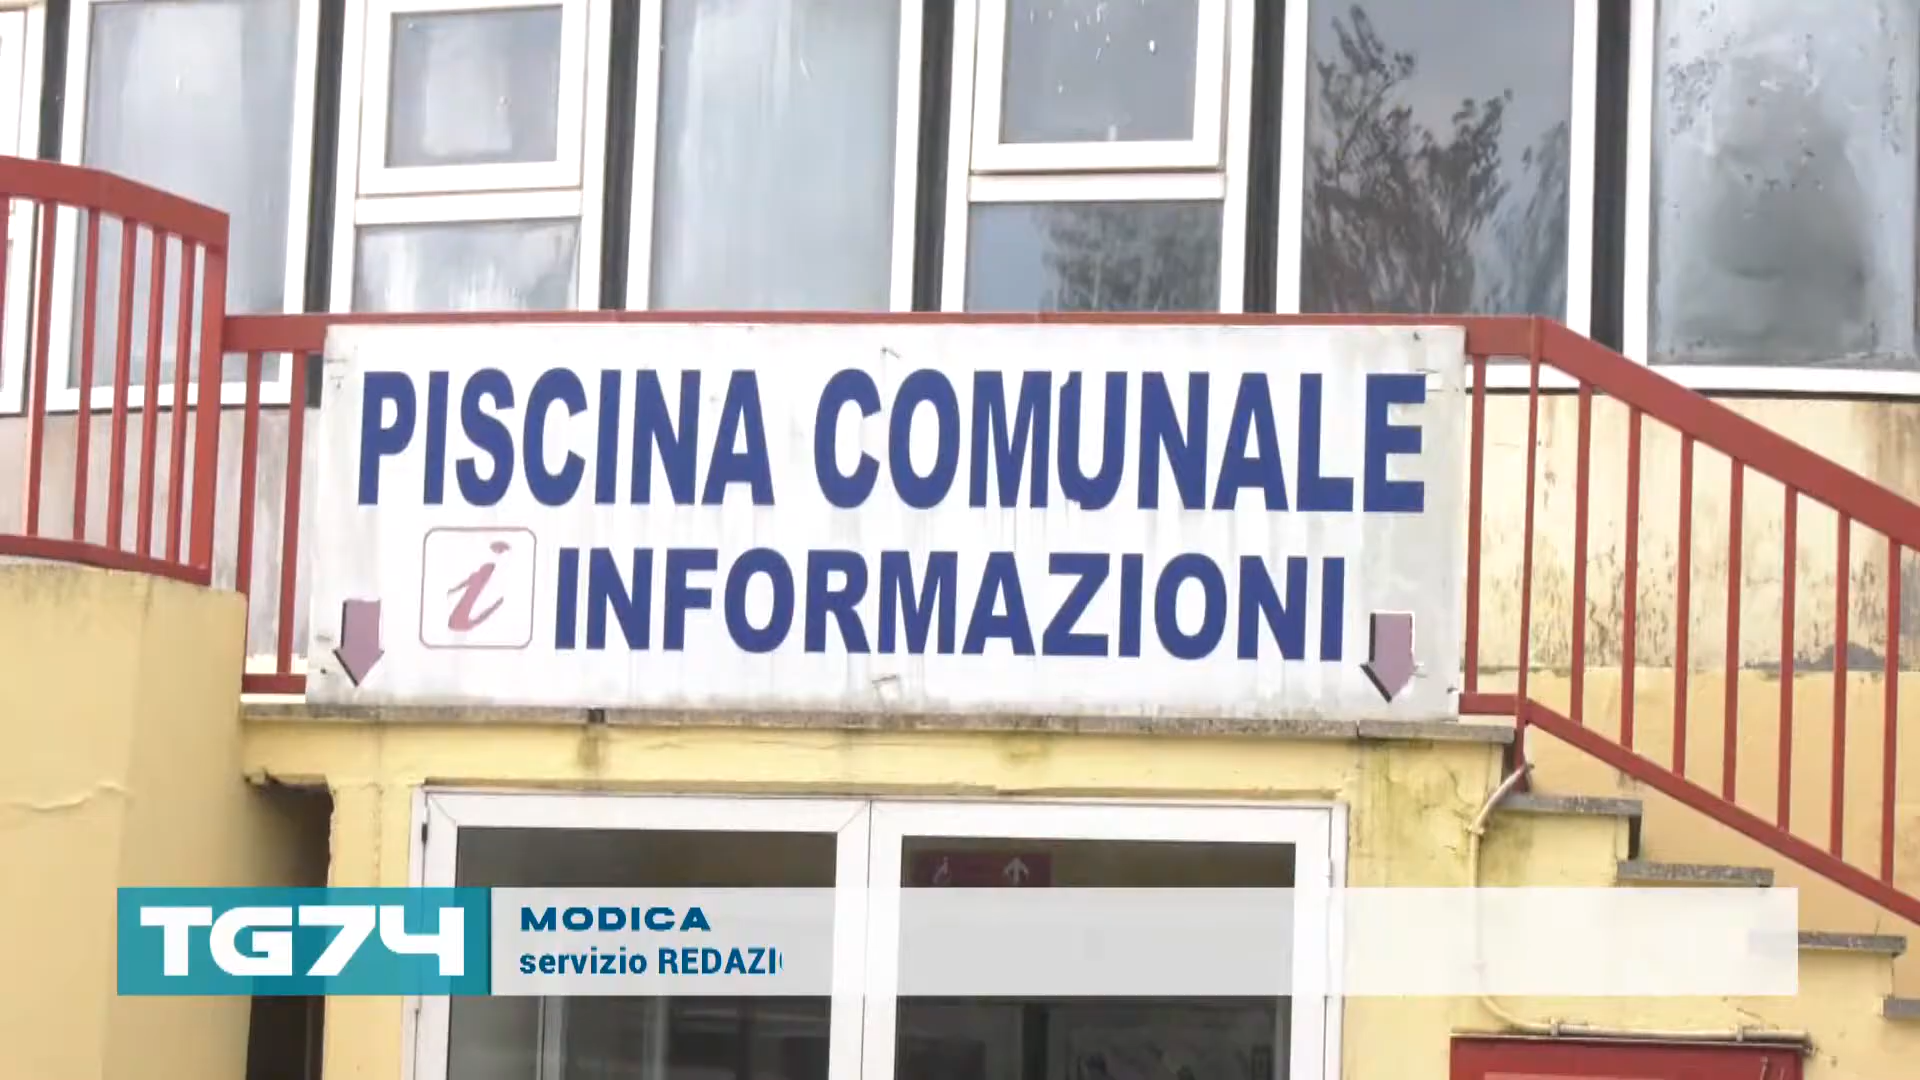 PISCINA COMUNALE
i INFORMAZIONI
TG74
MODICA
servizio REDAZI